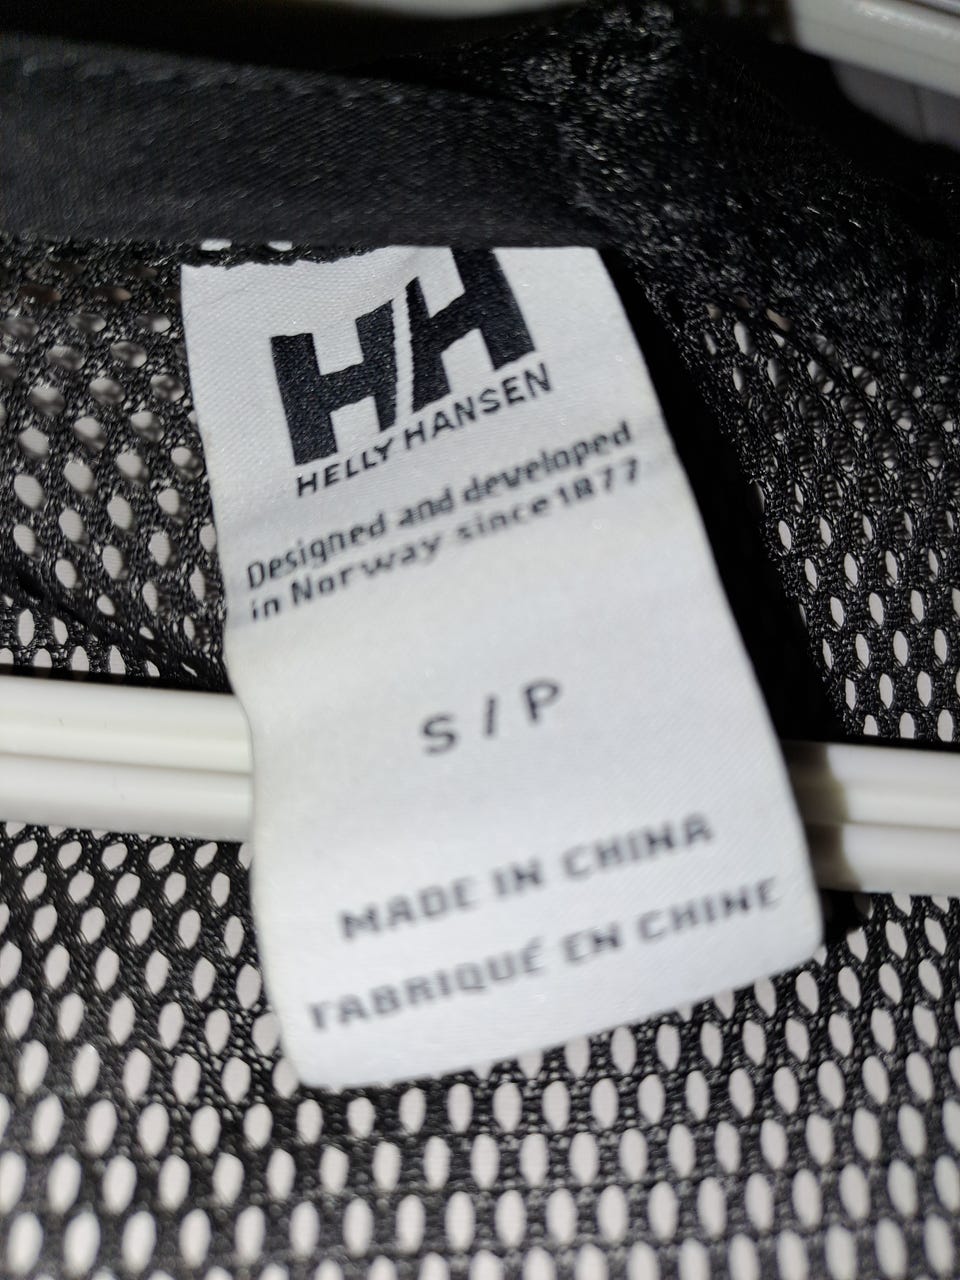 HH
HELLY HANSEN
Designed and developed
in Norway since 1877
S / P
MADE IN CHINA
FABRIQUÉ EN CHINE